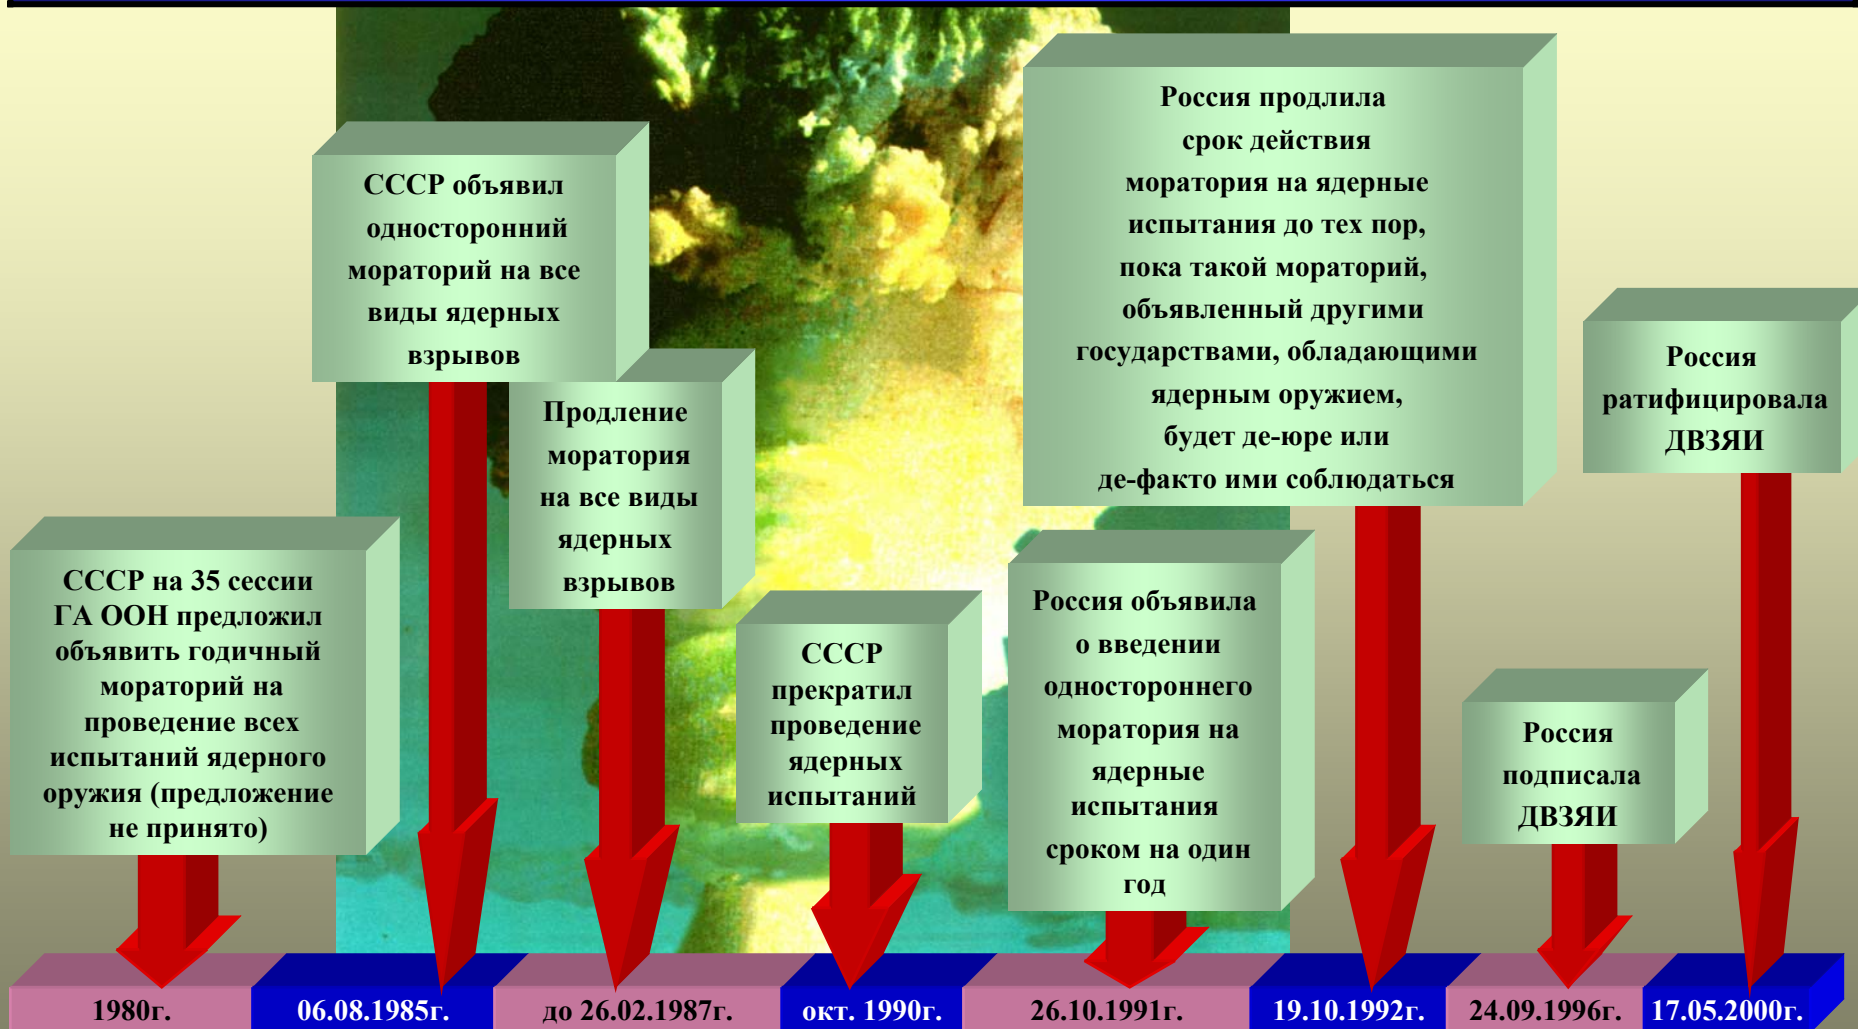 СССР на 35 сессии
ГА ООН предложил
объявить годичный
мораторий на
проведение всех
испытаний ядерного
оружия (предложение
не принято)
СССР объявил
односторонний
мораторий на все
виды ядерных
взрывов
Продление
моратория
на все виды
ядерных
взрывов
СССР
прекратил
проведение
ядерных
испытаний
Россия объявила
о введении
одностороннего
моратория на
ядерные
испытания
сроком на один
год
Россия продлила
срок действия
моратория на ядерные
испытания до тех пор,
пока такой мораторий,
объявленный другими
государствами, обладающими
ядерным оружием,
будет де-юре или
де-факто ими соблюдаться
Россия
подписала
ДВЗЯИ
Россия
ратифицировала
ДВЗЯИ
1980г.
06.08.1985г.
до 26.02.1987г.
окт. 1990г.
26.10.1991г.
19.10.1992г.
24.09.1996г.
17.05.2000г.